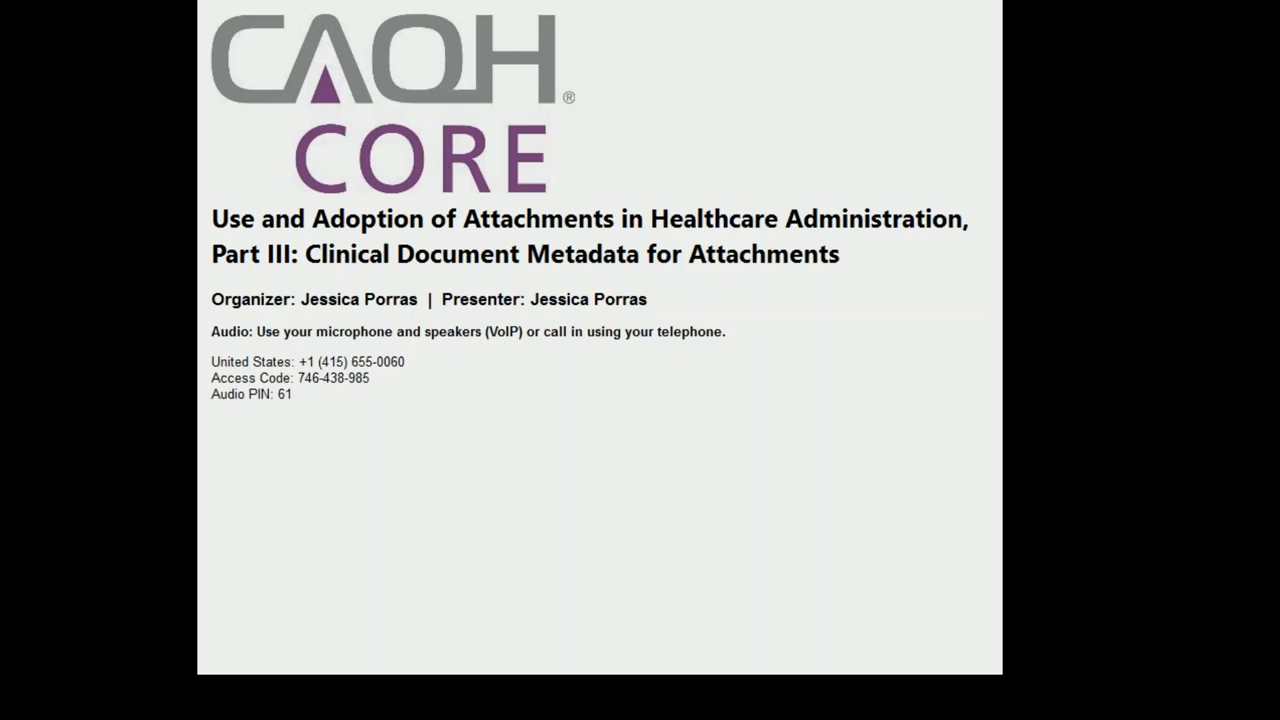 CAQH®
CORE
Use and Adoption of Attachments in Healthcare Administration,
Part III: Clinical Document Metadata for Attachments
Organizer: Jessica Porras | Presenter: Jessica Porras
Audio: Use your microphone and speakers (VoIP) or call in using your telephone.
United States: +1 (415) 655-0060
Access Code: 746-438-985
Audio PIN: 61